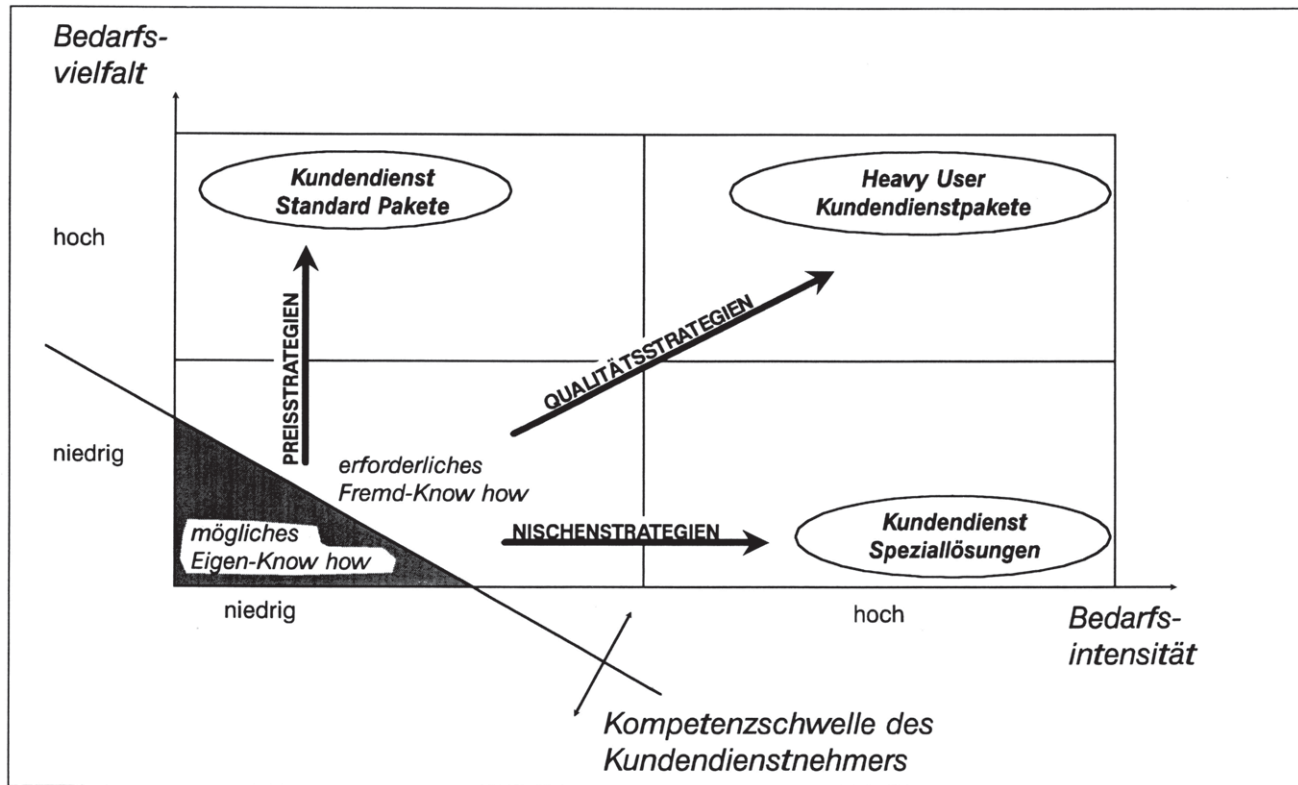 Bedarfs-
vielfalt
Kundendienst
Standard Pakete
Heavy User
Kundendienstpakete
hoch
PREISSTRATEGIEN
QUALITÄTSSTRATEGIEN
niedrig
erforderliches
Fremd-Know how
mögliches
Eigen-Know how
NISCHENSTRATEGIEN
Kundendienst
Speziallösungen
niedrig
hoch
Bedarfs-
intensität
Kompetenzschwelle des
Kundendienstnehmers